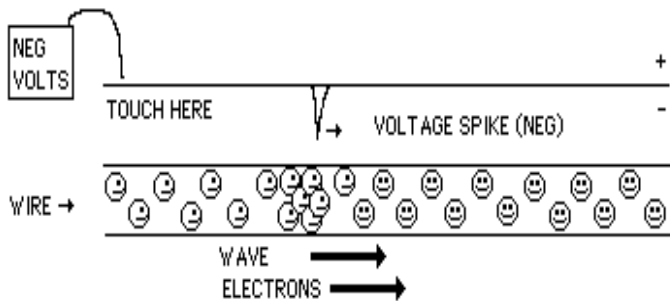 NEG
VOLTS
+
TOUCH HERE
-
→ VOLTAGE SPIKE (NEG)
WIRE →
WAVE
ELECTRONS